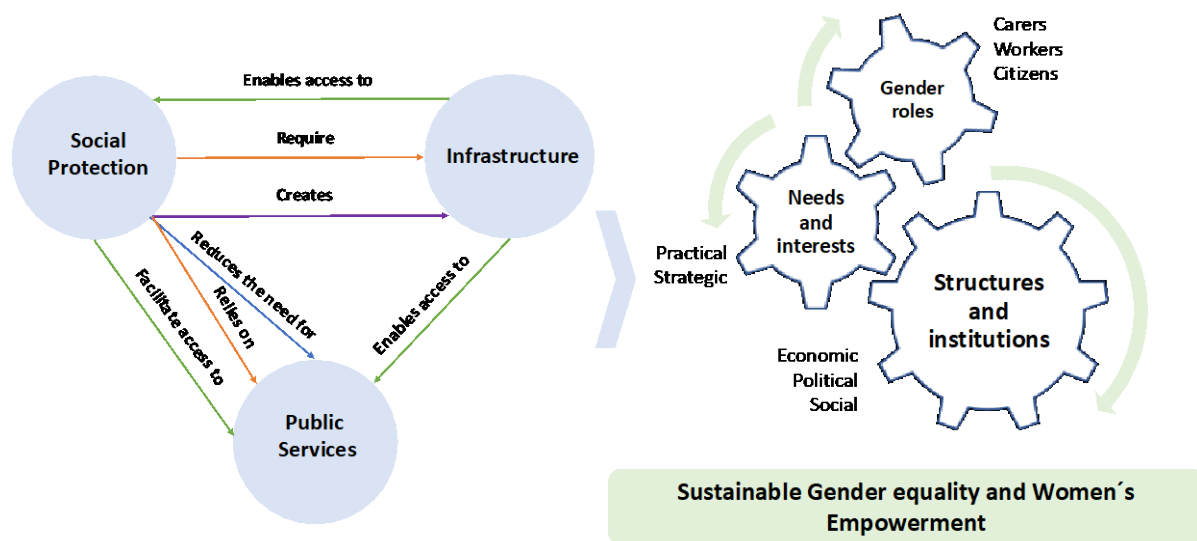 Enables access to
Social
Protection
Require
Infrastructure
Creates
Reduces the need for
Relies on
Facilitate access to
Enables access to
Public
Services
Carers
Workers
Citizens
Gender
roles
Needs
and
interests
Practical
Strategic
Structures
and
institutions
Economic
Political
Social
Sustainable Gender equality and Women´s
Empowerment